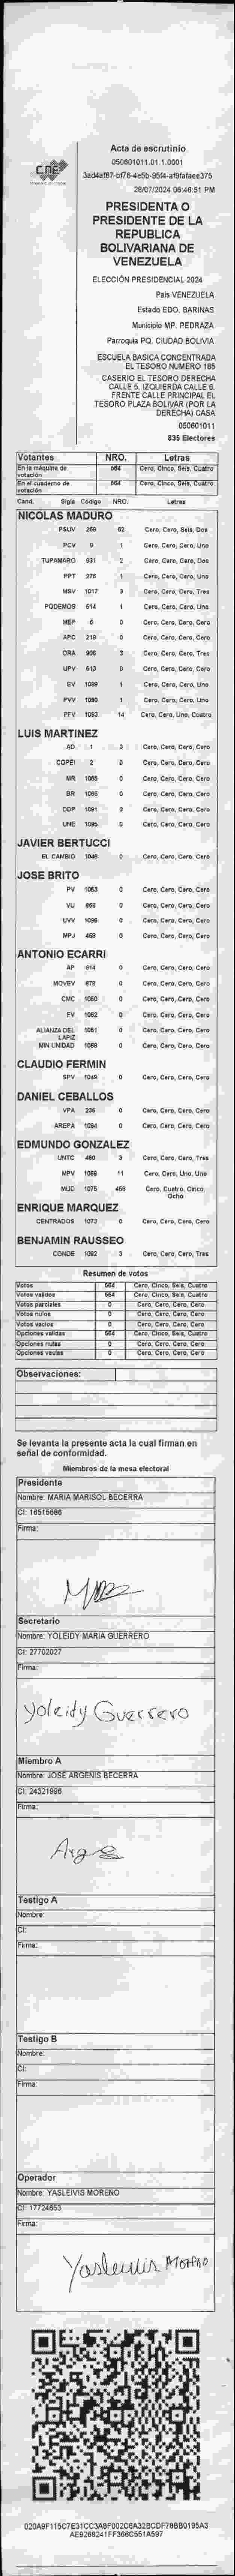 CNE
Acta de escrutinio
050601011.01.1.0001
3ad4af87-bf76-4e5b-95f4-af9fafaee375
28/07/2024 06:46:51 PM
PRESIDENTA O
PRESIDENTE DE LA
REPUBLICA
BOLIVARIANA DE
VENEZUELA
ELECCIÓN PRESIDENCIAL 2024
País VENEZUELA
Estado EDO. BARINAS
Municipio MP. PEDRAZA
Parroquia PQ. CIUDAD BOLIVIA
ESCUELA BASICA CONCENTRADA
EL TESORO NUMERO 185
CASERIO EL TESORO DERECHA
CALLE 5. IZQUIERDA CALLE 6.
FRENTE CALLE PRINCIPAL EL
TESORO PLAZA BOLIVAR (POR LA
DERECHA) CASA
050601011
835 Electores
Votantes NRO. Letras
En la máquina de votación 564 Cero, Cinco, Seis, Cuatro
En el cuaderno de votación 564 Cero, Cinco, Seis, Cuatro
Cand. Sigla Código NRO. Letras
NICOLAS MADURO
PSUV 269 62 Cero, Cero, Seis, Dos
PCV 9 1 Cero, Cero, Cero, Uno
TUPAMARO 931 2 Cero, Cero, Cero, Dos
PPT 276 1 Cero, Cero, Cero, Uno
MSV 1017 3 Cero, Cero, Cero, Tres
PODEMOS 514 1 Cero, Cero, Cero, Uno
MEP 6 0 Cero, Cero, Cero, Cero
APC 219 0 Cero, Cero, Cero, Cero
ORA 906 3 Cero, Cero, Cero, Tres
UPV 513 0 Cero, Cero, Cero, Cero
EV 1089 1 Cero, Cero, Cero, Uno
PVV 1090 1 Cero, Cero, Cero, Uno
PFV 1093 14 Cero, Cero, Uno, Cuatro
LUIS MARTINEZ
AD 1 0 Cero, Cero, Cero, Cero
COPEI 2 0 Cero, Cero, Cero, Cero
MR 1065 0 Cero, Cero, Cero, Cero
BR 1066 0 Cero, Cero, Cero, Cero
DDP 1091 0 Cero, Cero, Cero, Cero
UNE 1095 0 Cero, Cero, Cero, Cero
JAVIER BERTUCCI
EL CAMBIO 1048 0 Cero, Cero, Cero, Cero
JOSE BRITO
PV 1053 0 Cero, Cero, Cero, Cero
VU 959 0 Cero, Cero, Cero, Cero
UVV 1096 0 Cero, Cero, Cero, Cero
MPJ 459 0 Cero, Cero, Cero, Cero
ANTONIO ECARRI
AP 914 0 Cero, Cero, Cero, Cero
MOVEV 979 0 Cero, Cero, Cero, Cero
CMC 1050 0 Cero, Cero, Cero, Cero
FV 1052 0 Cero, Cero, Cero, Cero
ALIANZA DEL LAPIZ 1051 0 Cero, Cero, Cero, Cero
MIN UNIDAD 1058 0 Cero, Cero, Cero, Cero
CLAUDIO FERMIN
SPV 1049 0 Cero, Cero, Cero, Cero
DANIEL CEBALLOS
VPA 236 0 Cero, Cero, Cero, Cero
AREPA 1094 0 Cero, Cero, Cero, Cero
EDMUNDO GONZALEZ
UNTC 460 3 Cero, Cero, Cero, Tres
MPV 1059 11 Cero, Cero, Uno, Uno
MUD 1075 458 Cero, Cuatro, Cinco, Ocho
ENRIQUE MARQUEZ
CENTRADOS 1073 0 Cero, Cero, Cero, Cero
BENJAMIN RAUSSEO
CONDE 1092 3 Cero, Cero, Cero, Tres
Resumen de votos
Votos 564 Cero, Cinco, Seis, Cuatro
Votos validos 564 Cero, Cinco, Seis, Cuatro
Votos parciales 0 Cero, Cero, Cero, Cero
Votos nulos 0 Cero, Cero, Cero, Cero
Votos vacios 0 Cero, Cero, Cero, Cero
Opciones validas 564 Cero, Cinco, Seis, Cuatro
Opciones nulas 0 Cero, Cero, Cero, Cero
Opciones vacias 0 Cero, Cero, Cero, Cero
Observaciones:
Se levanta la presente acta la cual firman en
señal de conformidad.
Miembros de la mesa electoral
Presidente
Nombre: MARIA MARISOL BECERRA
CI: 16515686
Firma:
Secretario
Nombre: YOLEIDY MARIA GUERRERO
CI: 27702027
Firma:
Yoleidy Guerrero
Miembro A
Nombre: JOSE ARGENIS BECERRA
CI: 24321996
Firma:
Testigo A
Nombre:
CI:
Firma:
Testigo B
Nombre:
CI:
Firma:
Operador
Nombre: YASLEIVIS MORENO
CI: 17724653
Firma:
Yasleivis Moreno
020A9F115C7E31CC3A9F002C6A32BCDF78BB0195A3
AE9268241FF366C551A597